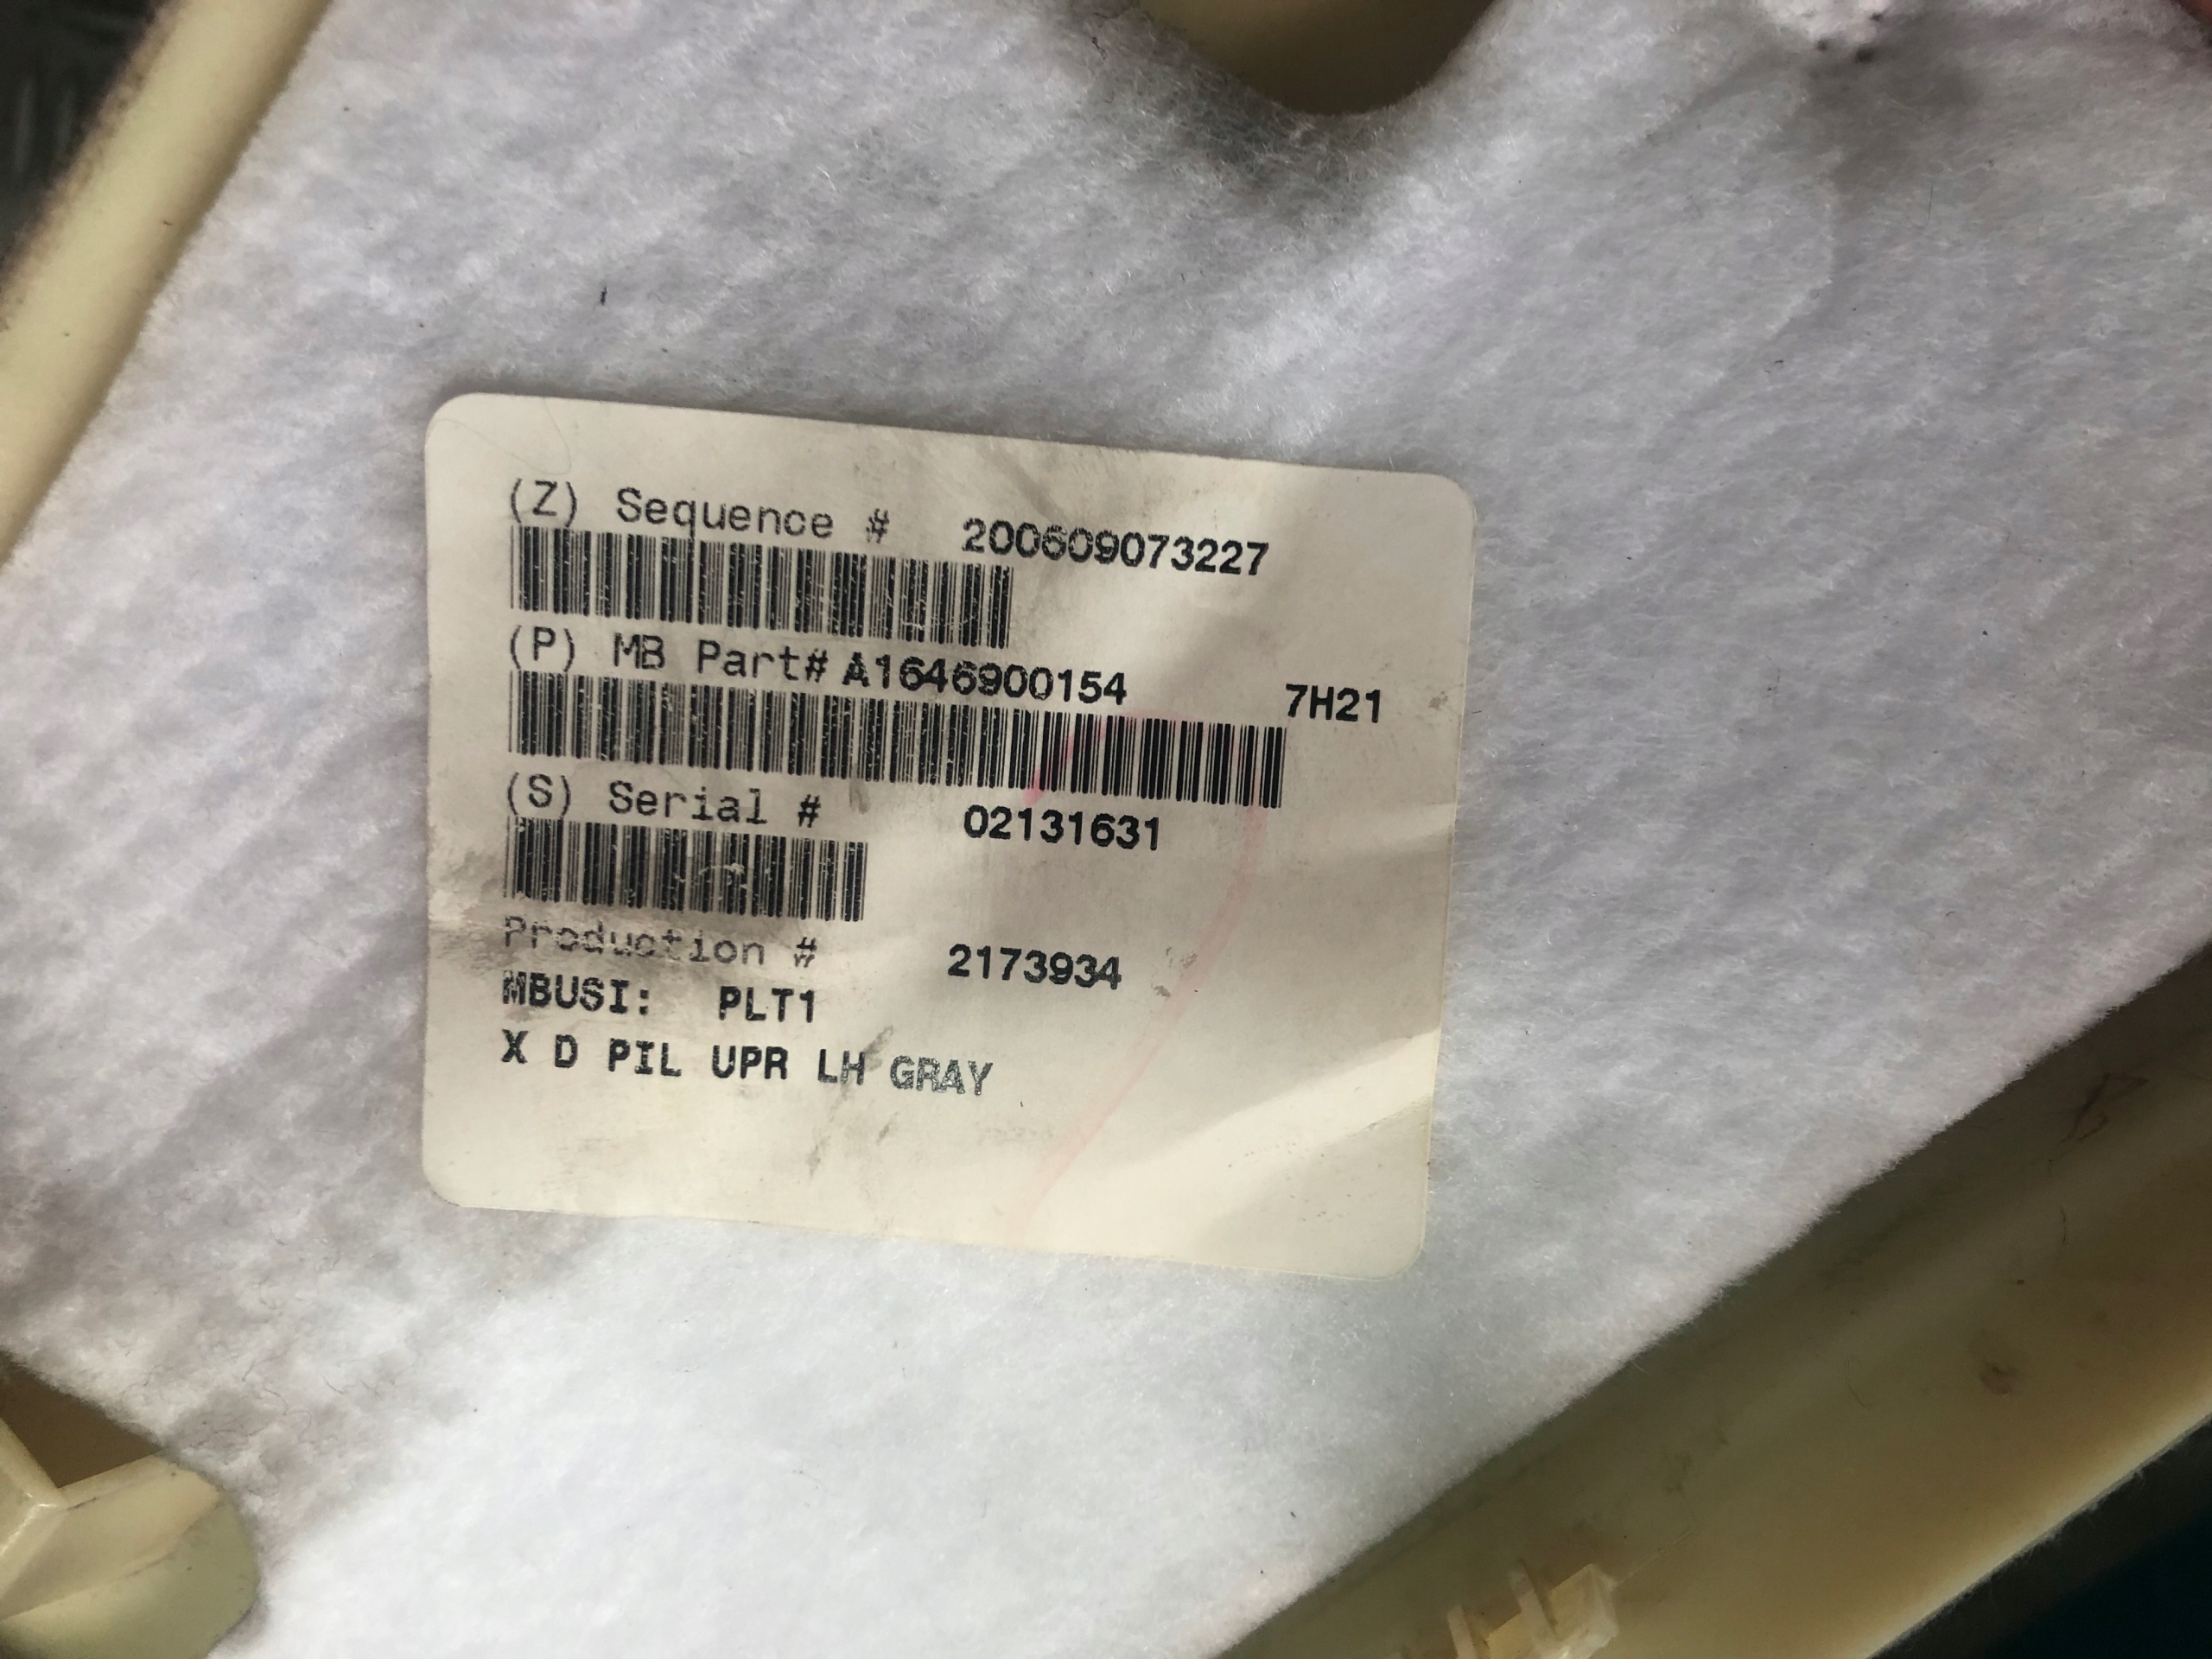 (Z) Sequence # 200609073227
(P) MB Part# A1646900154 7H21
(S) Serial # 02131631
Production # 2173934
MBUSI: PLT1
X D PIL UPR LH GRAY